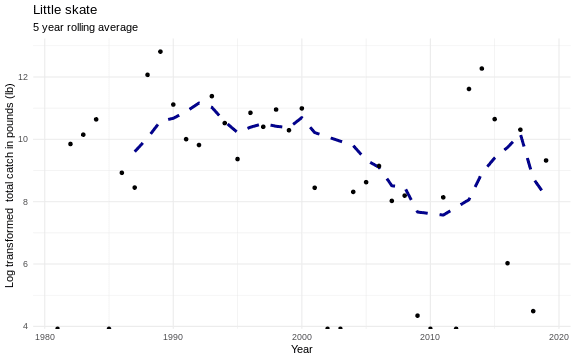 Little skate
5 year rolling average
Log transformed  total catch in pounds (lb)
12
10
8
6
4
1980
1990
2000
2010
2020
Year